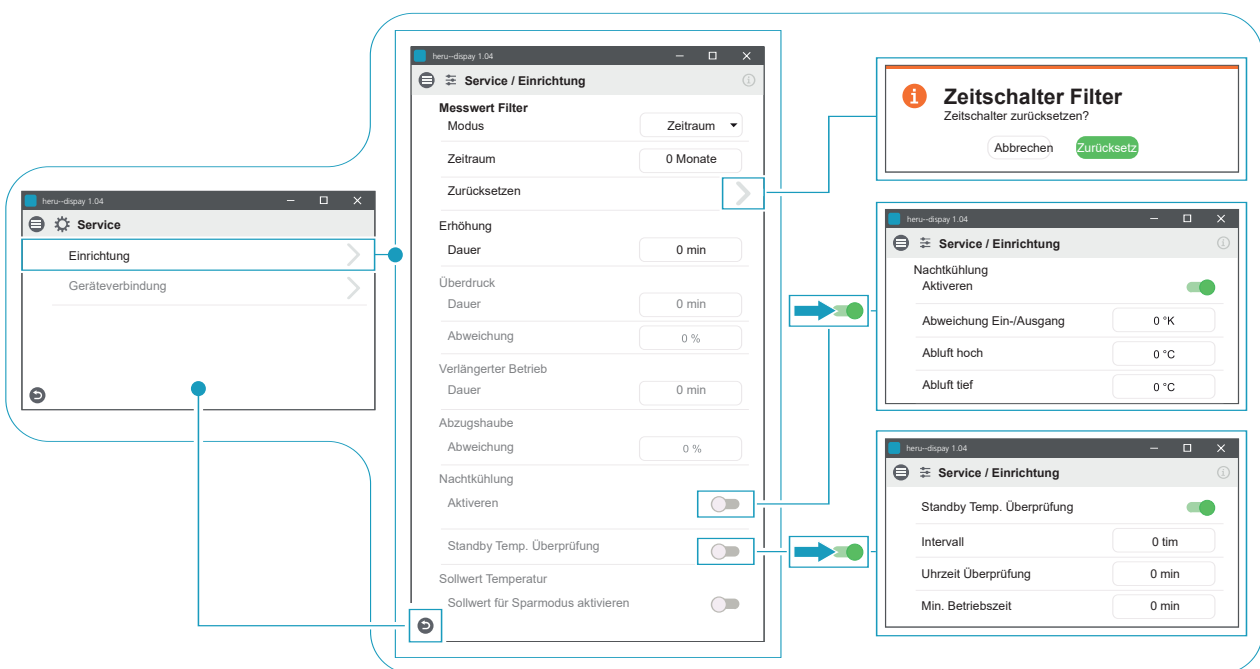 heru--dispay 1.04
Service
Einrichtung
Geräteverbindung
heru--dispay 1.04
Service / Einrichtung
Messwert Filter
Modus Zeitraum
Zeitraum 0 Monate
Zurücksetzen
Erhöhung
Dauer 0 min
Überdruck
Dauer 0 min
Abweichung 0 %
Verlängerter Betrieb
Dauer 0 min
Abzugshaube
Abweichung 0 %
Nachtkühlung
Aktiveren
Standby Temp. Überprüfung
Sollwert Temperatur
Sollwert für Sparmodus aktivieren
Zeitschalter Filter
Zeitschalter zurücksetzen?
Abbrechen Zurücksetz
heru--dispay 1.04
Service / Einrichtung
Nachtkühlung
Aktiveren
Abweichung Ein-/Ausgang 0 °K
Abluft hoch 0 °C
Abluft tief 0 °C
heru--dispay 1.04
Service / Einrichtung
Standby Temp. Überprüfung
Intervall 0 tim
Uhrzeit Überprüfung 0 min
Min. Betriebszeit 0 min